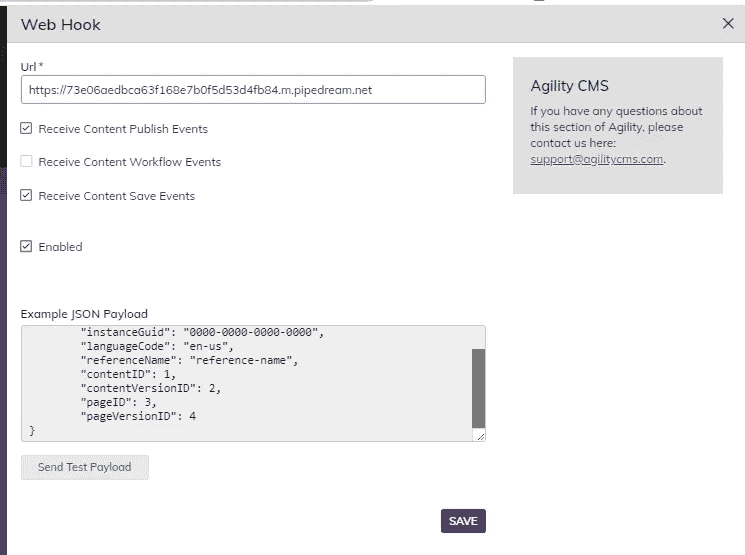 Web Hook
Url *
https://73e06aedbca63f168e7b0f5d53d4fb84.m.pipedream.net
Receive Content Publish Events
Receive Content Workflow Events
Receive Content Save Events
Enabled
Example JSON Payload
"instanceGuid": "0000-0000-0000-0000",
"languageCode": "en-us",
"referenceName": "reference-name",
"contentID": 1,
"contentVersionID": 2,
"pageID": 3,
"pageVersionID": 4
}
Send Test Payload
SAVE
Agility CMS
If you have any questions about
this section of Agility, please
contact us here:
support@agilitycms.com.